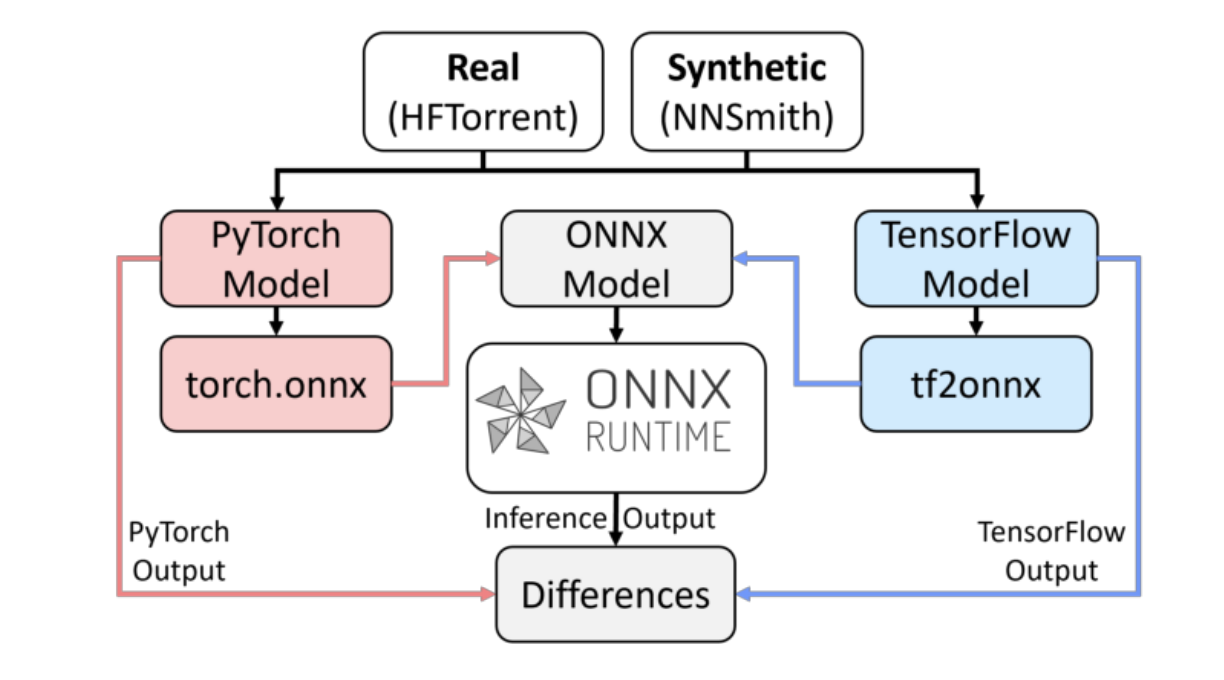 Real
(HFTorrent)
Synthetic
(NNSmith)
PyTorch
Model
ONNX
Model
TensorFlow
Model
torch.onnx
ONNX
RUNTIME
tf2onnx
Inference Output
PyTorch
Output
TensorFlow
Output
Differences